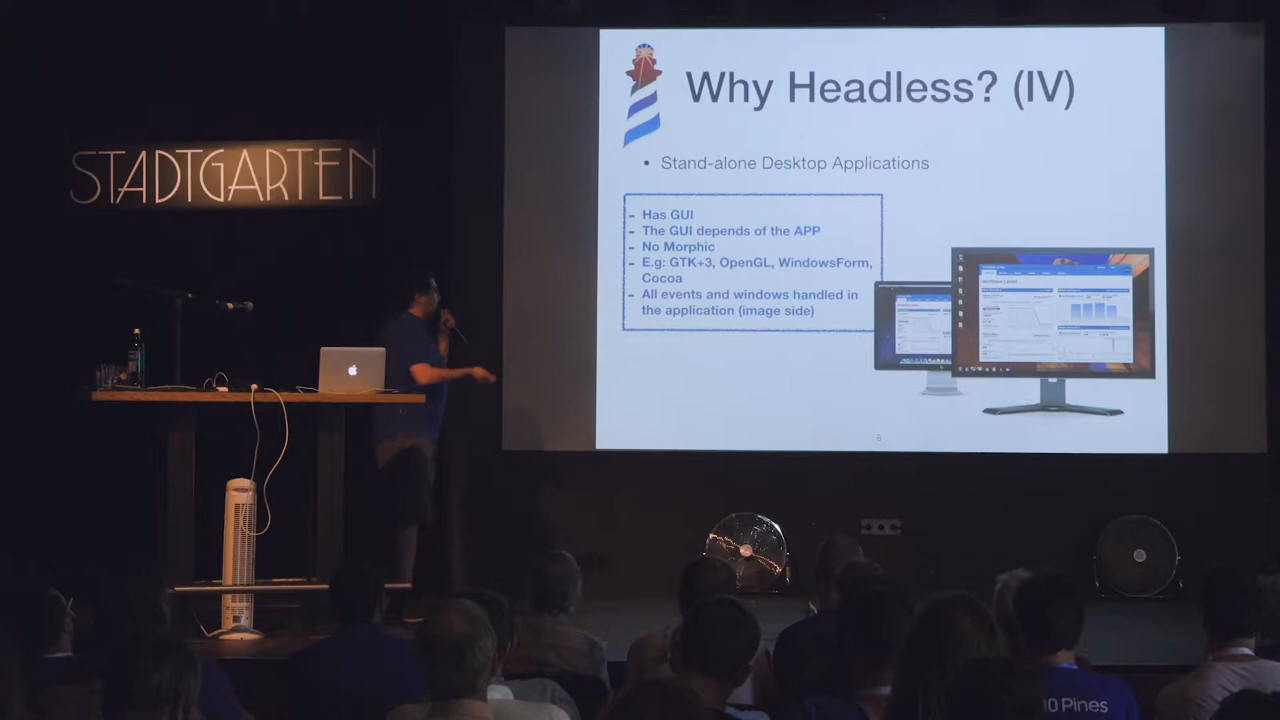 STADTGARTEN
Why Headless? (IV)
• Stand-alone Desktop Applications
- Has GUI
- The GUI depends of the APP
- No Morphic
- E.g: GTK+3, OpenGL, WindowsForm,
Cocoa
- All events and windows handled in
the application (image side)
6
10 Pines